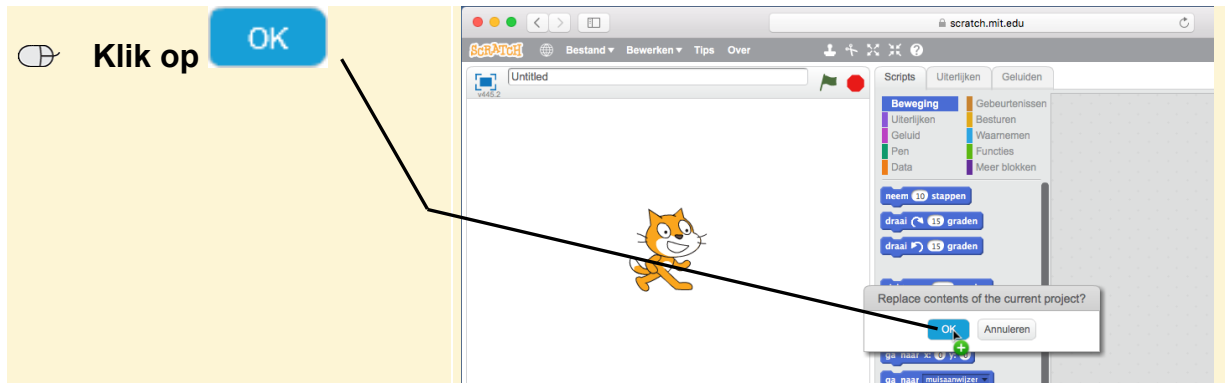 Klik op OK
scratch.mit.edu
SCRATCH Bestand Bewerken Tips Over
Untitled
v445.2
Scripts Uiterlijken Geluiden
Beweging Gebeurtenissen
Uiterlijken Besturen
Geluid Waarnemen
Pen Functies
Data Meer blokken
neem 10 stappen
draai 15 graden
draai 15 graden
Replace contents of the current project?
OK Annuleren
ga naar x: 0 y:
ga naar muisaanwijzer